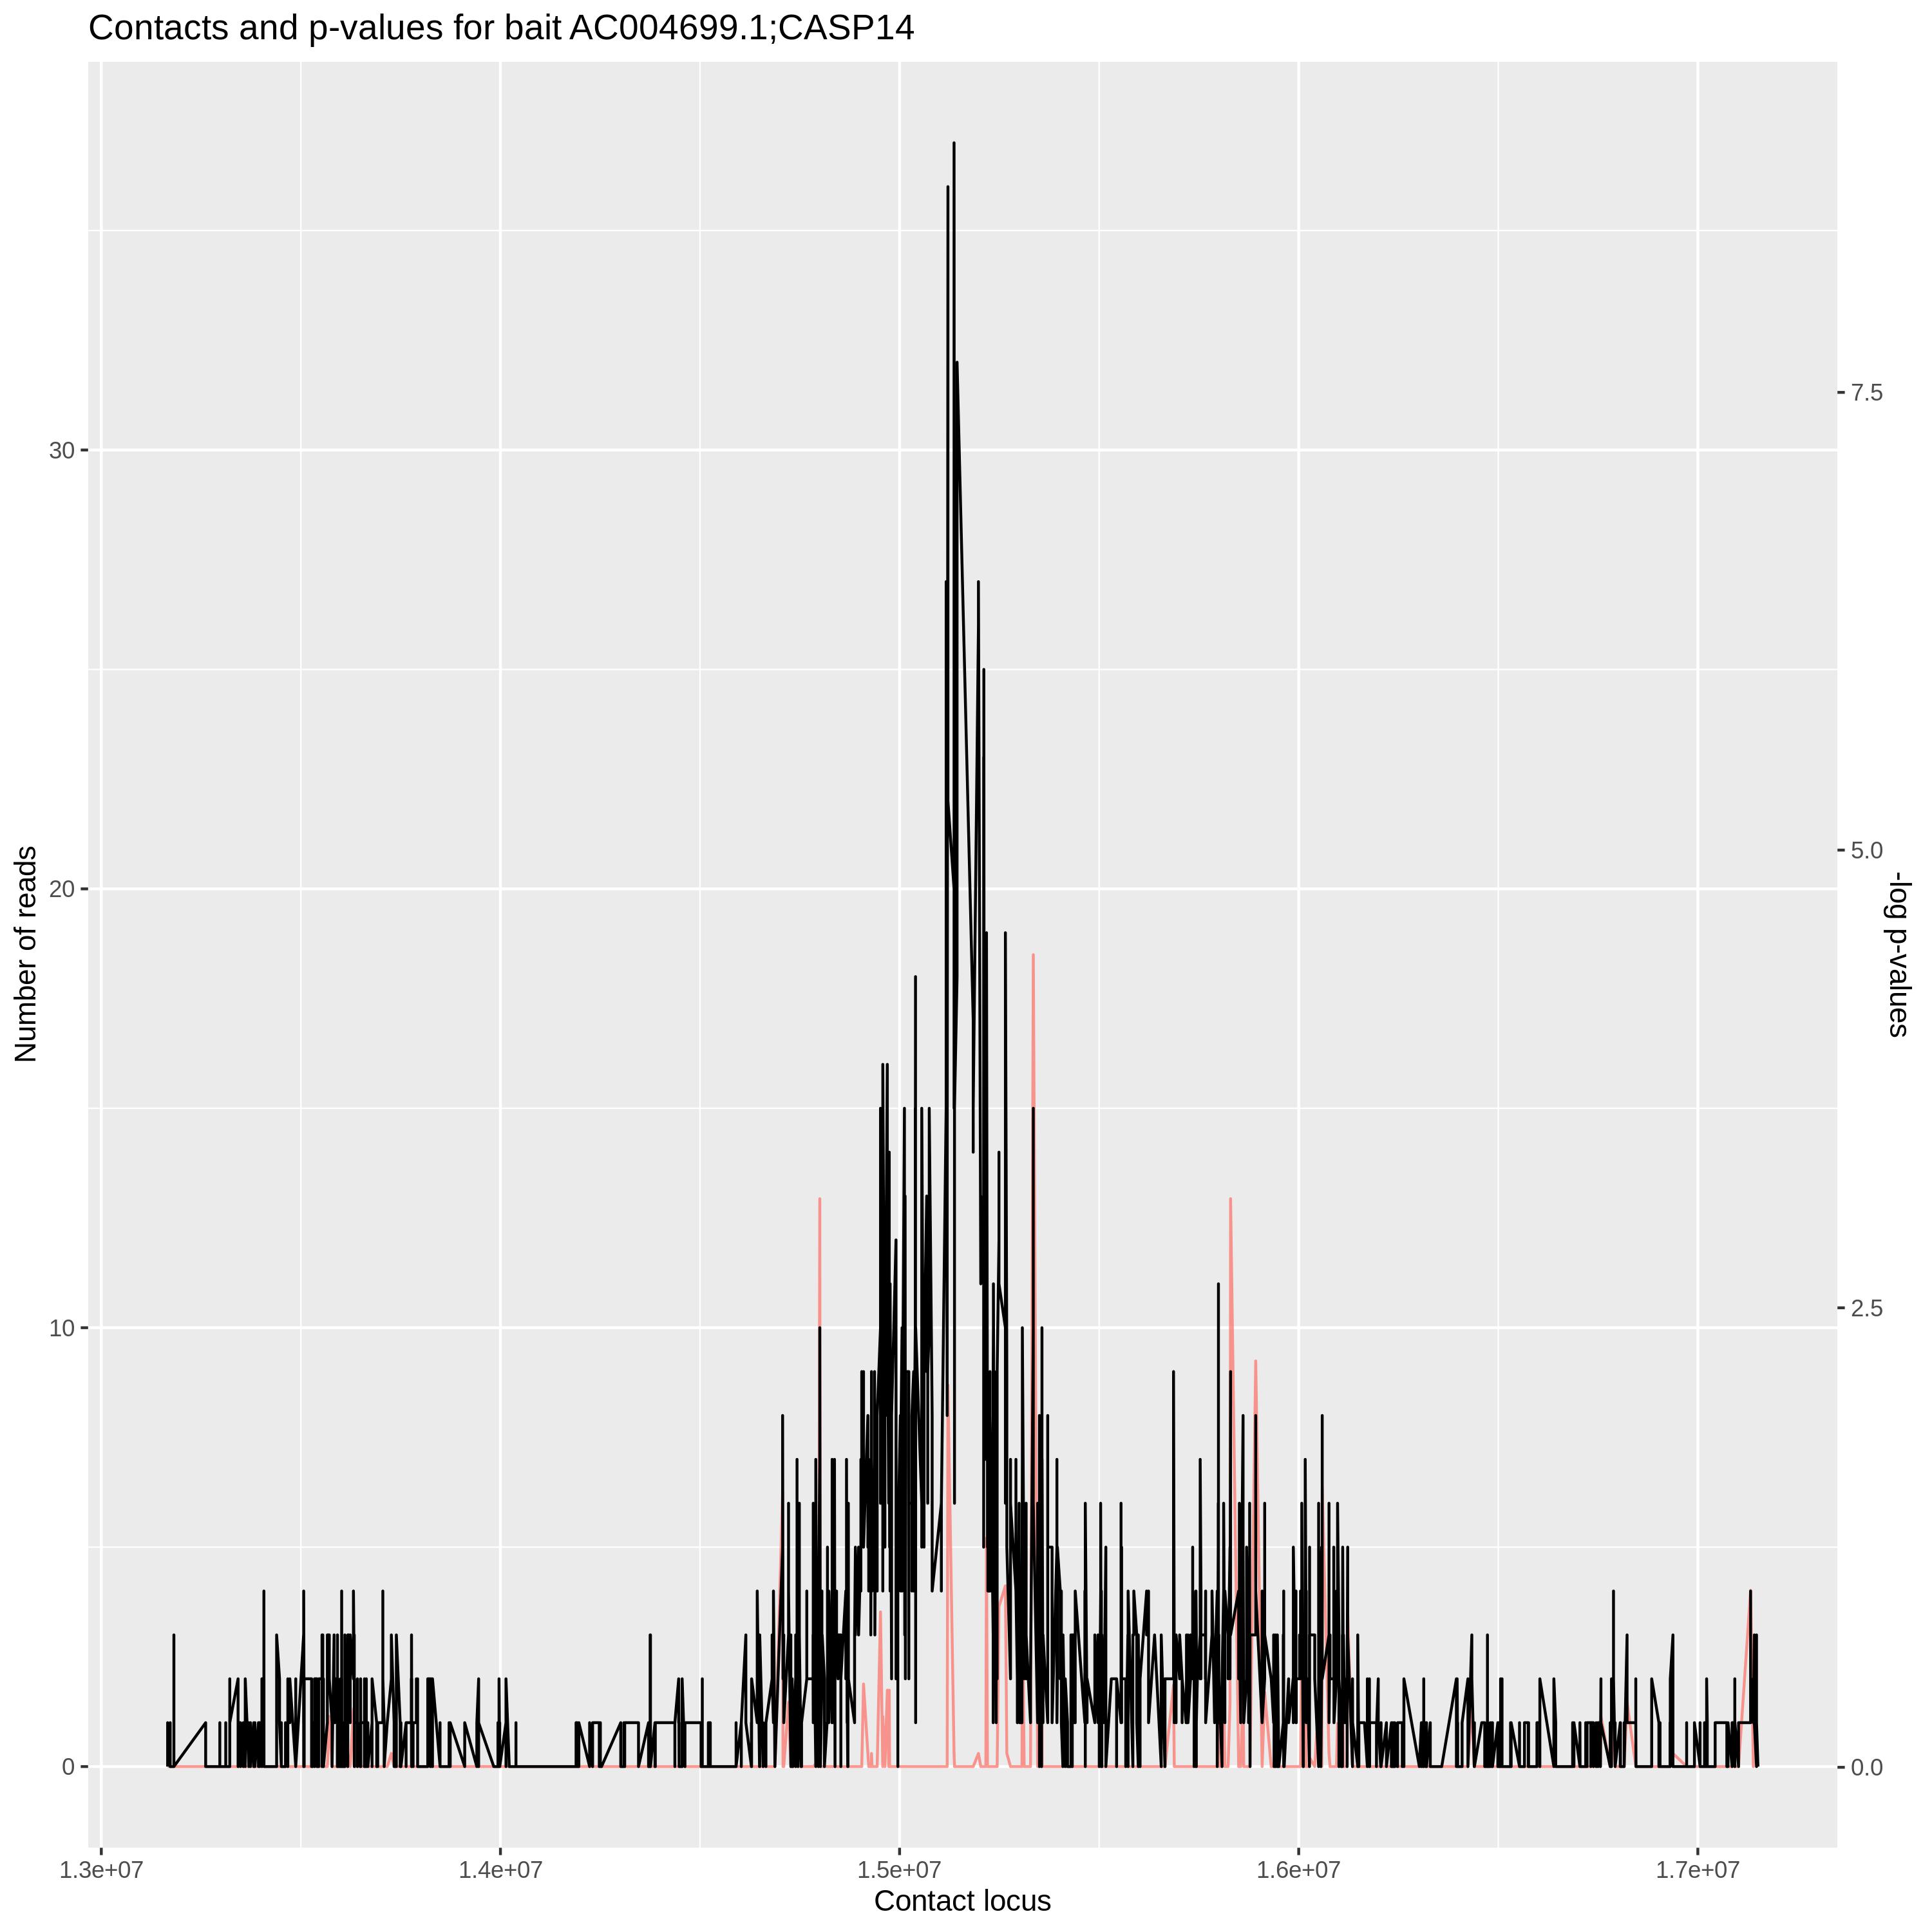 Contacts and p-values for bait AC004699.1;CASP14
30
20
10
0
Number of reads
7.5
5.0
2.5
0.0
-log p-values
1.3e+07 1.4e+07 1.5e+07 1.6e+07 1.7e+07
Contact locus